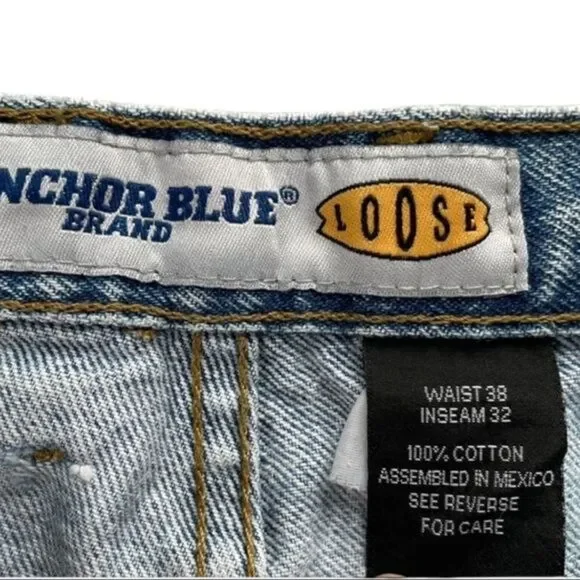 NCHOR BLUE®
BRAND
LOOSE
WAIST 38
INSEAM 32
100% COTTON
ASSEMBLED IN MEXICO
SEE REVERSE
FOR CARE